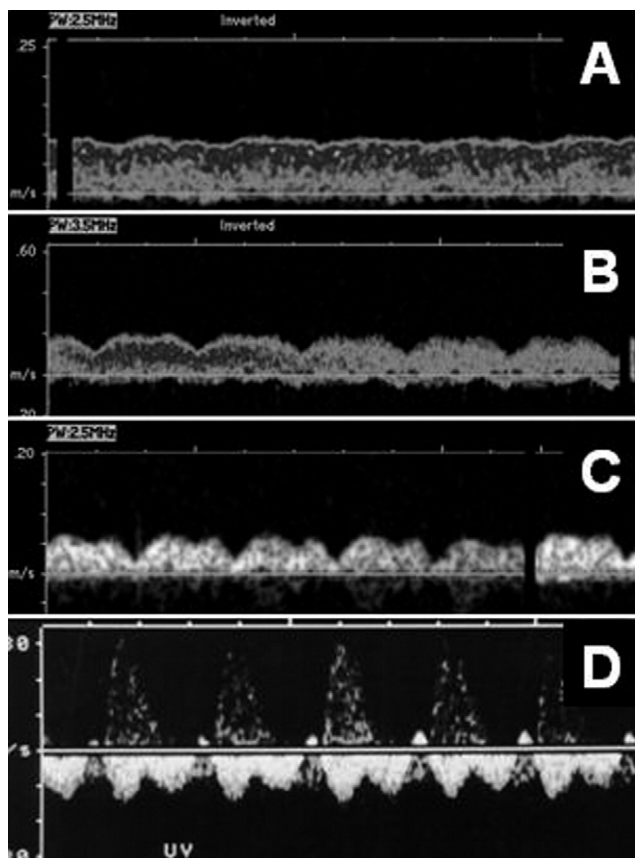 PW:2.5MHz Inverted
.25
A
m/s
PW:3.5MHz Inverted
.60
B
m/s
.20
PW:2.5MHz
.20
C
m/s
D
UV